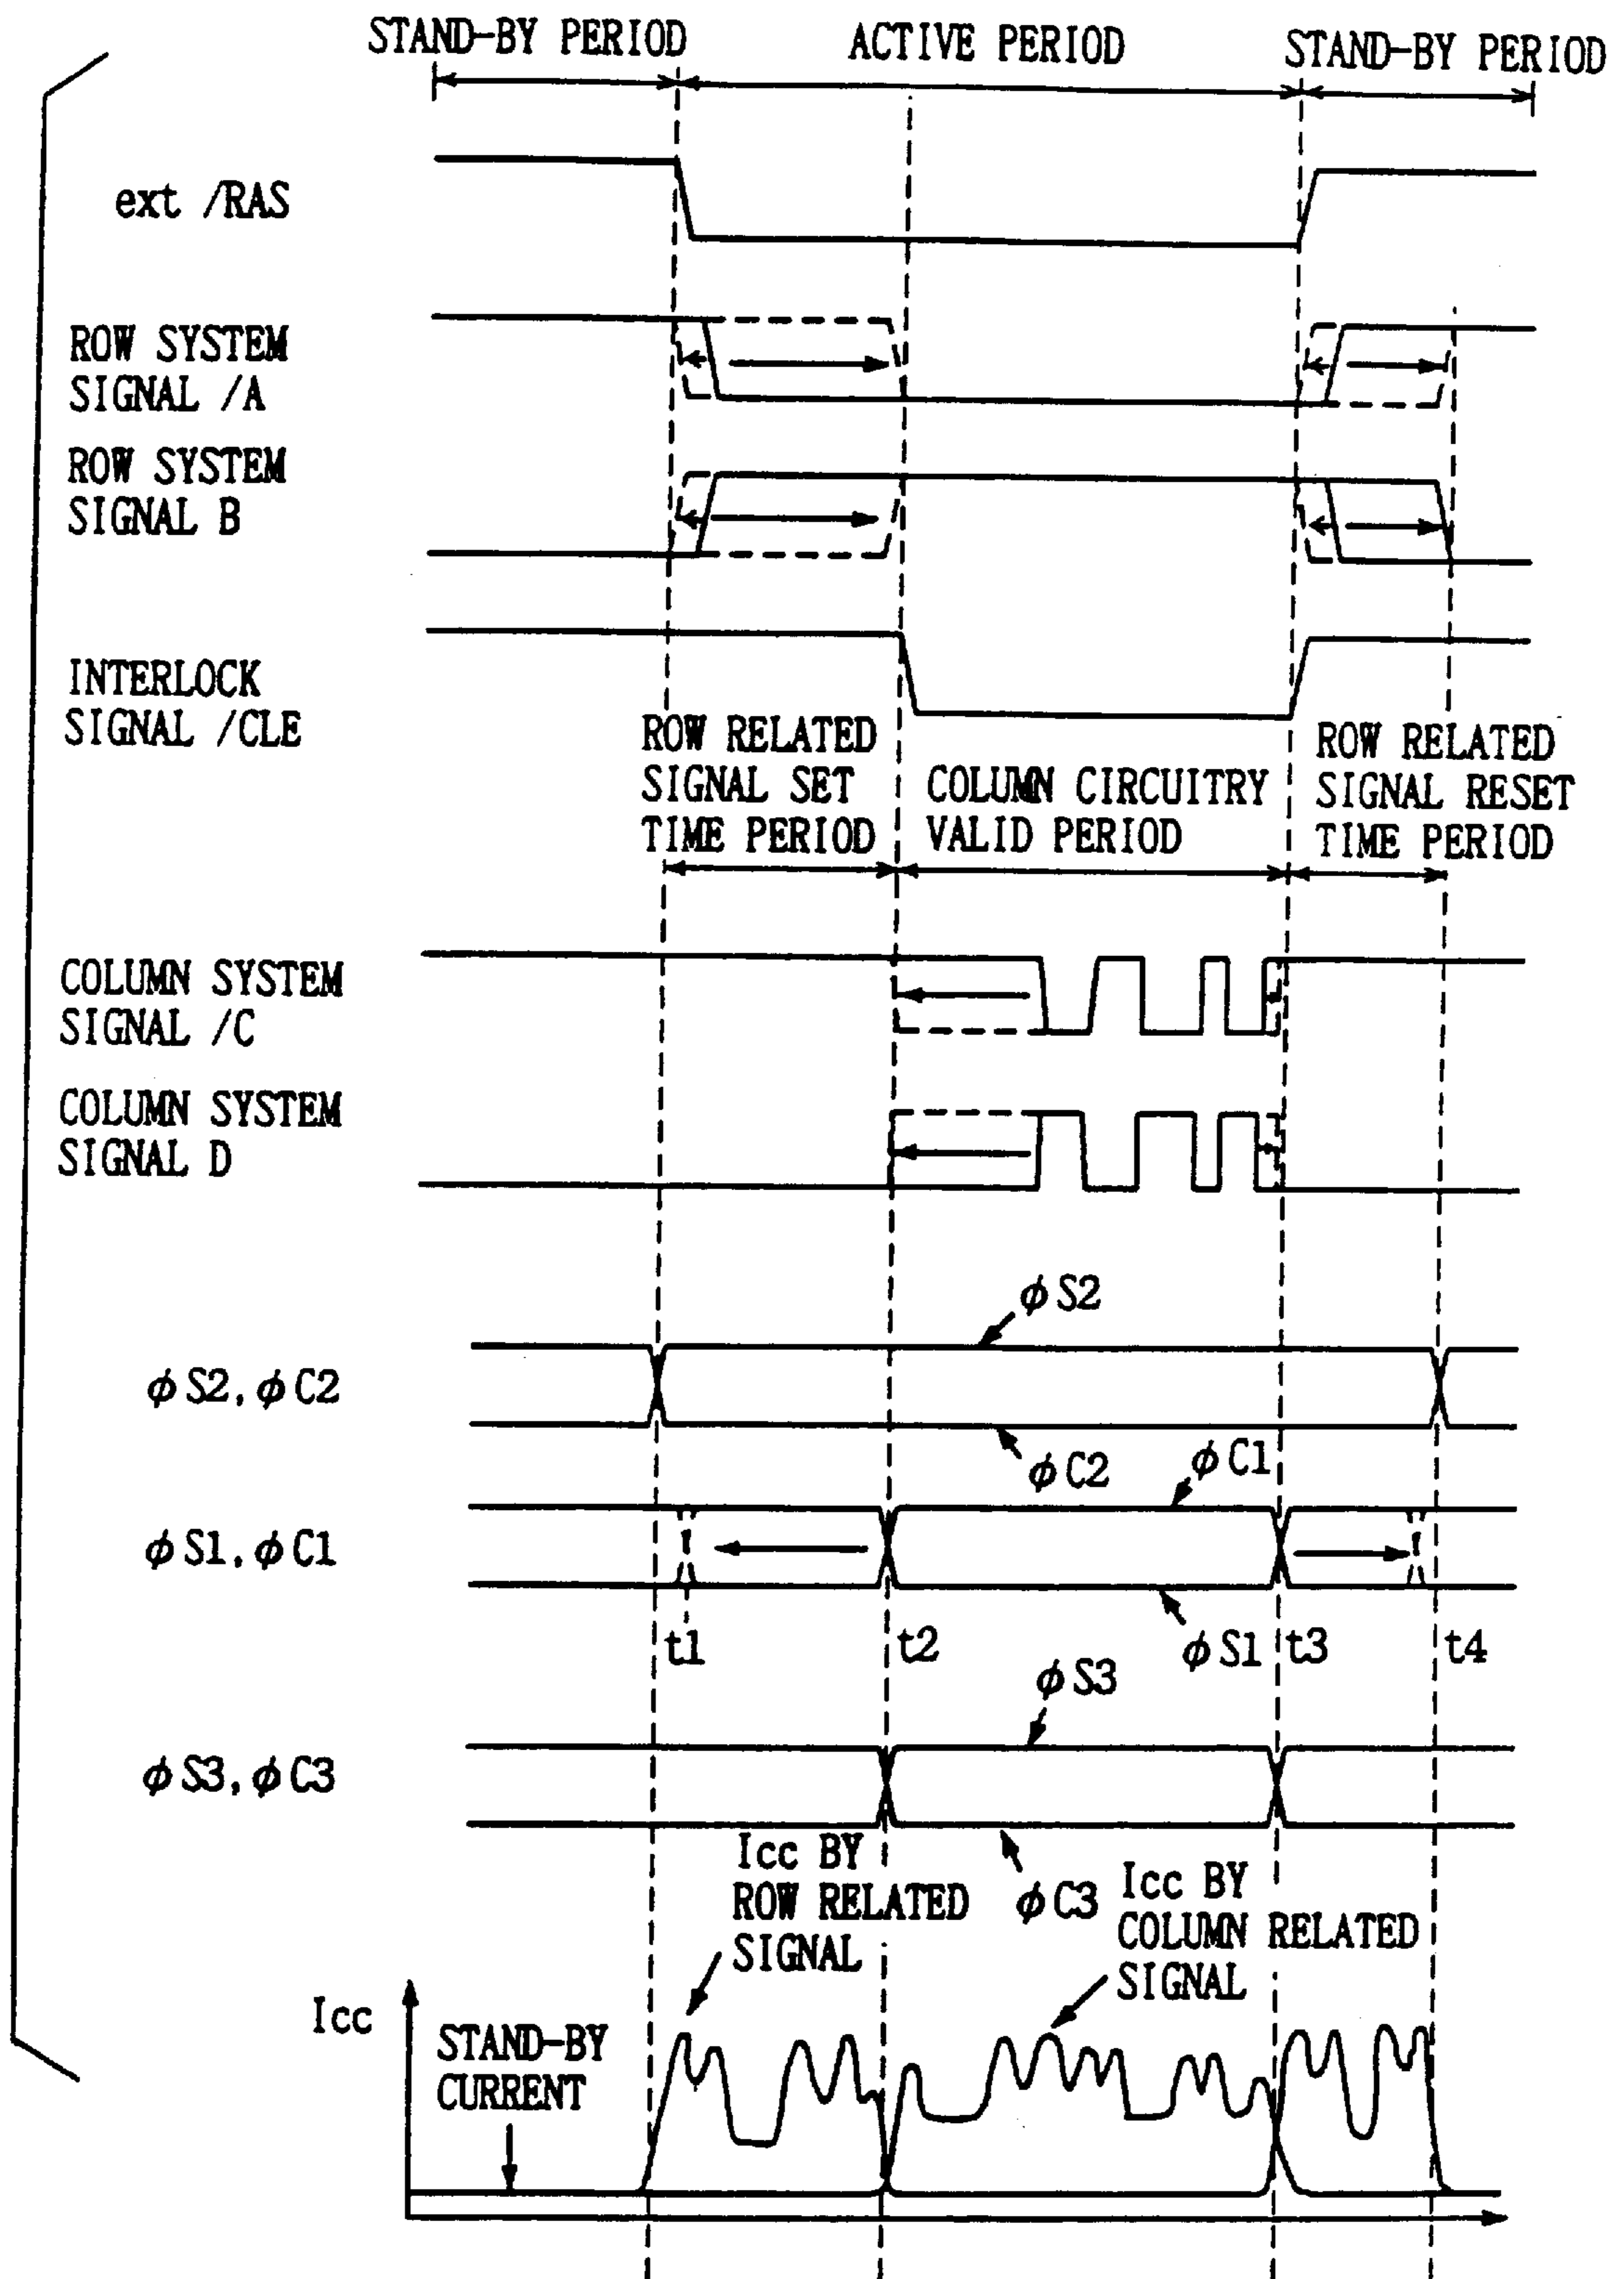 STAND-BY PERIOD
ACTIVE PERIOD
STAND-BY PERIOD
ext /RAS
ROW SYSTEM
SIGNAL /A
ROW SYSTEM
SIGNAL B
INTERLOCK
SIGNAL /CLE
ROW RELATED
SIGNAL SET
TIME PERIOD
COLUMN CIRCUITRY
VALID PERIOD
ROW RELATED
SIGNAL RESET
TIME PERIOD
COLUMN SYSTEM
SIGNAL /C
COLUMN SYSTEM
SIGNAL D
φS2
φS2, φC2
φC2
φC1
φS1, φC1
t1
t2
φS1
t3
t4
φS3
φS3, φC3
φC3
Icc BY
ROW RELATED
SIGNAL
Icc BY
COLUMN RELATED
SIGNAL
Icc
STAND-BY
CURRENT